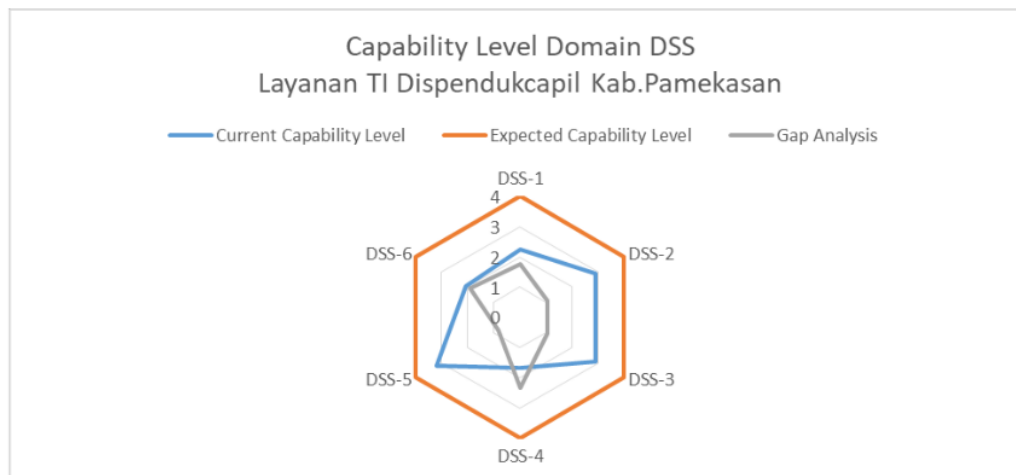 Capability Level Domain DSS
Layanan TI Dispendukcapil Kab.Pamekasan
Current Capability Level
Expected Capability Level
Gap Analysis
DSS-1
4
3
DSS-6
DSS-2
2
1
0
DSS-5
DSS-3
DSS-4